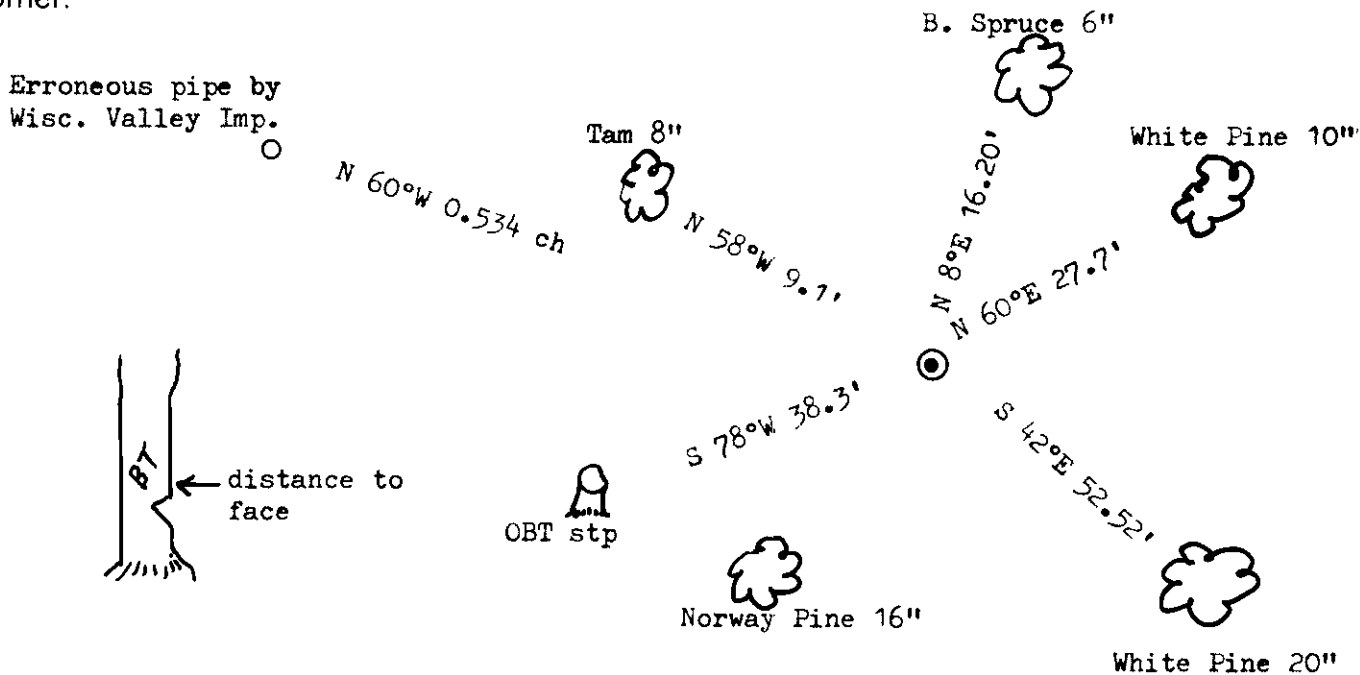 orner.
B. Spruce 6"
Erroneous pipe by
Wisc. Valley Imp.
Tam 8"
White Pine 10"
N 60°W 0.534 ch
N 58°W 9.1'
N 8°E 16.20'
N 60°E 27.7'
S 78°W 38.3'
S 42°E 52.52'
BT
distance to
face
OBT stp
Norway Pine 16"
White Pine 20"